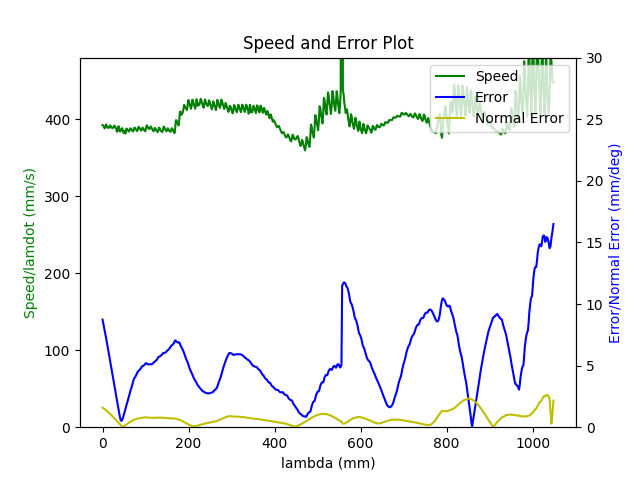 Speed and Error Plot
Speed
Error
Normal Error
Speed/lamdot (mm/s)
400
300
200
100
0
30
25
20
15
10
5
0
Error/Normal Error (mm/deg)
0
200
400
600
800
1000
lambda (mm)